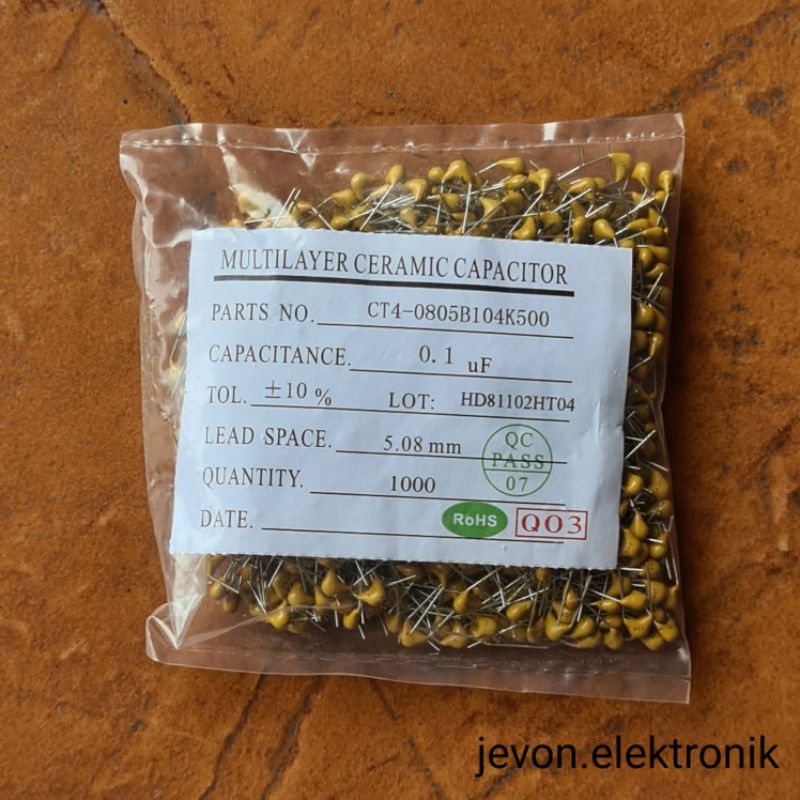 MULTILAYER CERAMIC CAPACITOR
PARTS NO. CT4-0805B104K500
CAPACITANCE. 0.1 uF
TOL. ±10 % LOT: HD81102HT04
LEAD SPACE. 5.08 mm
QC
PASS
07
QUANTITY. 1000
DATE.
RoHS
Q03
jevon.elektronik